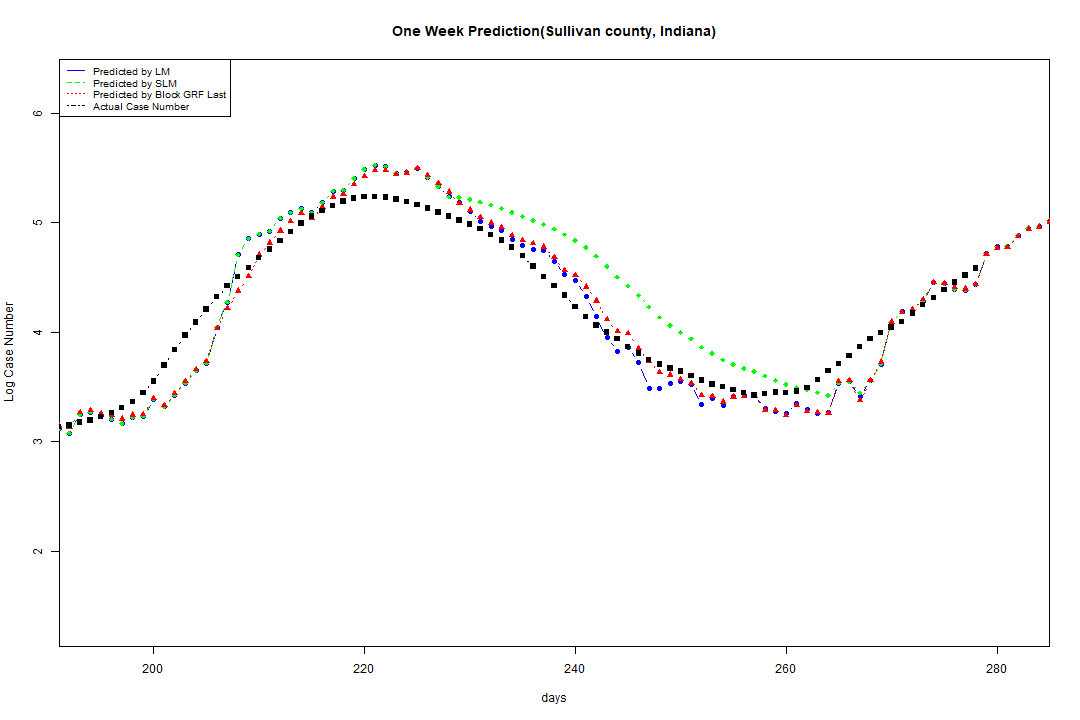 One Week Prediction(Sullivan county, Indiana)
Predicted by LM
Predicted by SLM
Predicted by Block GRF Last
Actual Case Number
6
5
4
3
2
Log Case Number
200 220 240 260 280
days